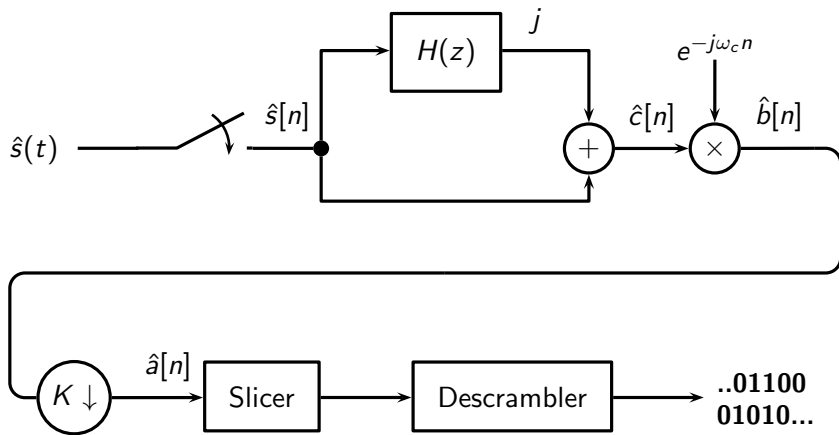 j
H(z)
e^{-jω_c n}
ŝ[n]
ĉ[n]
b̂[n]
ŝ(t)
+
×
â[n]
K ↓
Slicer
Descrambler
..01100
01010...